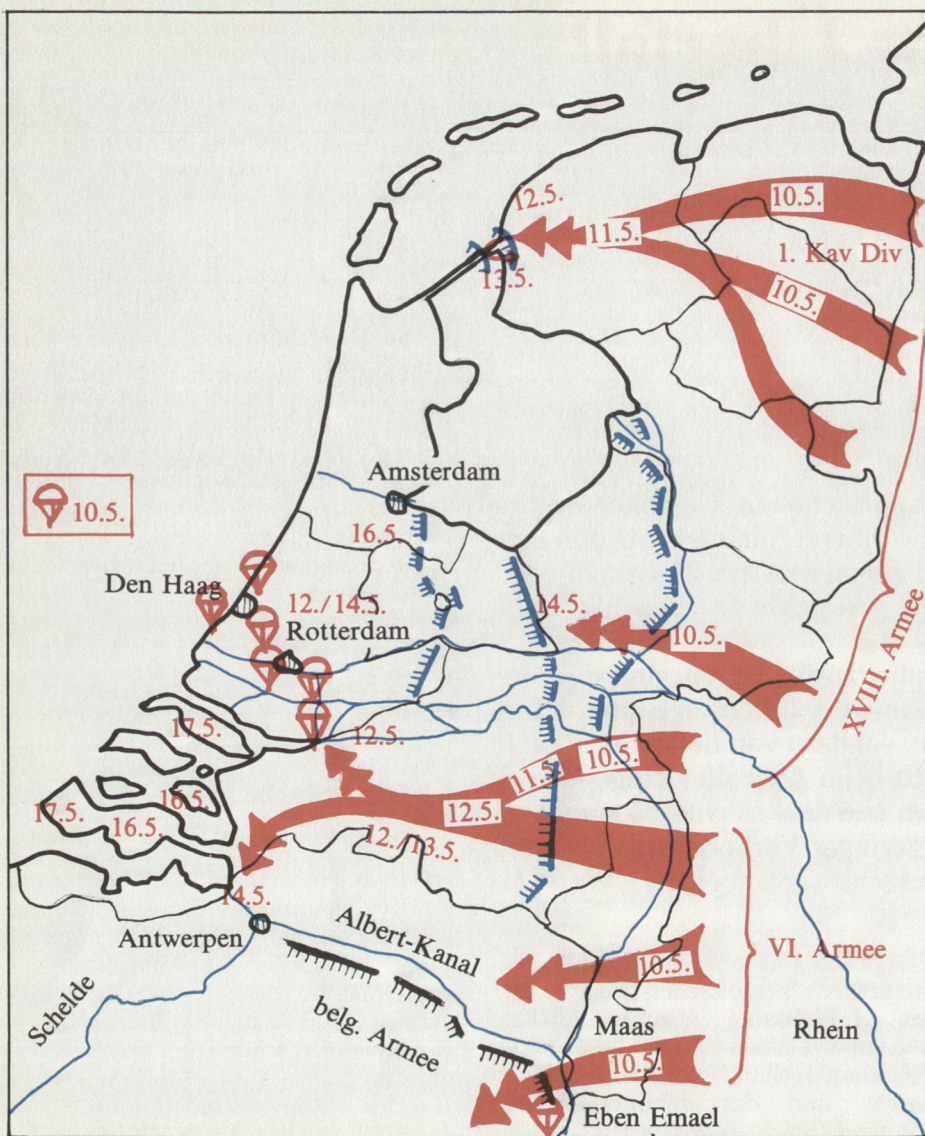 12.5.
10.5.
11.5.
1. Kav Div
13.5.
10.5.
Amsterdam
10.5.
16.5.
Den Haag
12./14.5.
14.5.
Rotterdam
10.5.
XVIII Armee
17.5.
12.5.
10.5.
11.5.
16.5.
17.5.
12.5.
16.5.
12./13.5.
14.5.
Antwerpen
Albert-Kanal
VI. Armee
10.5.
Schelde
belg. Armee
Maas
Rhein
10.5.
Eben Emael